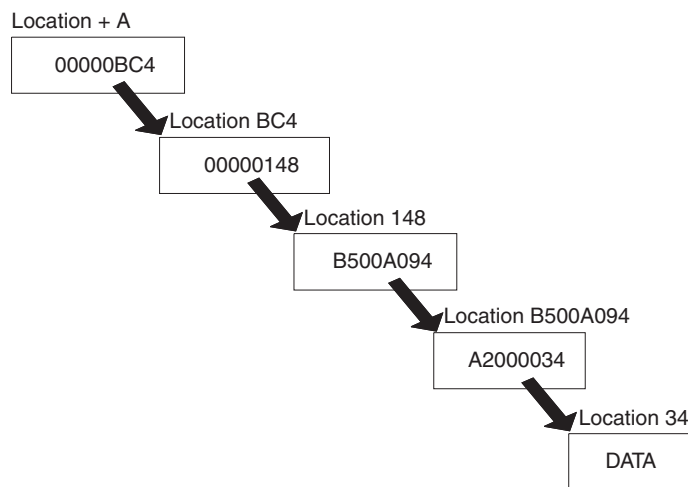 Location + A
00000BC4
Location BC4
00000148
Location 148
B500A094
Location B500A094
A2000034
Location 34
DATA